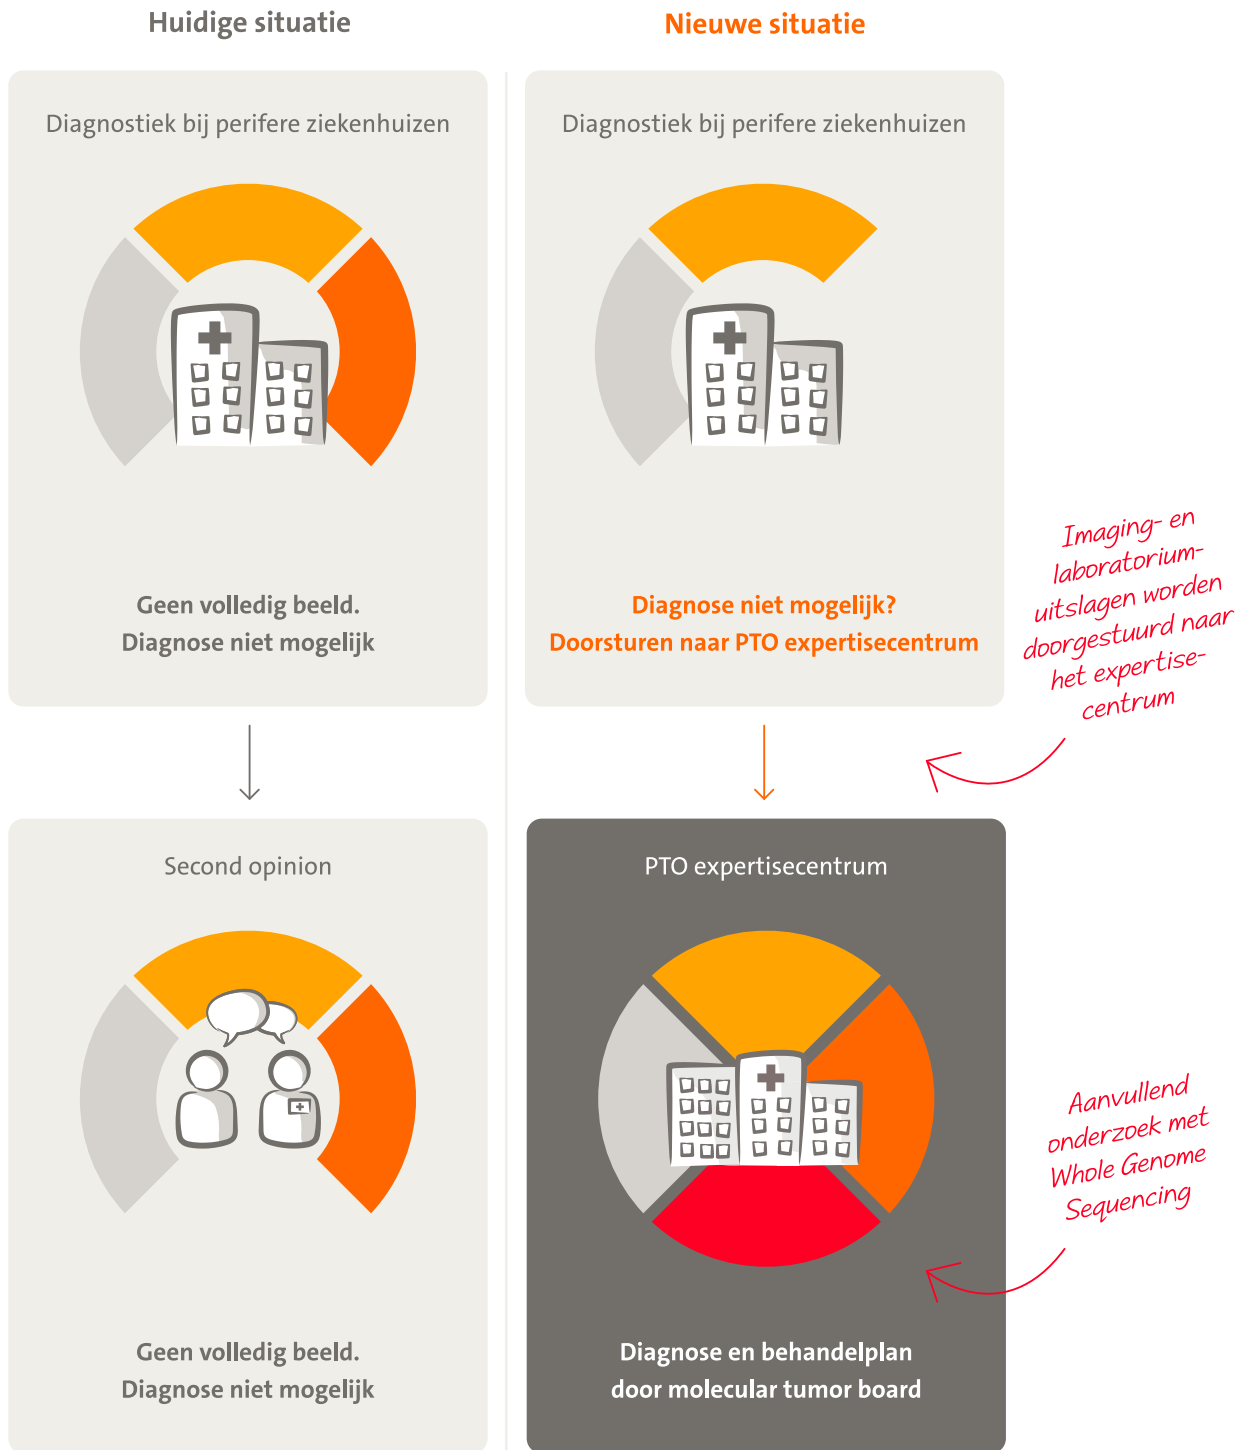 Huidige situatie
Nieuwe situatie
Diagnostiek bij perifere ziekenhuizen
Geen volledig beeld.
Diagnose niet mogelijk
Diagnostiek bij perifere ziekenhuizen
Diagnose niet mogelijk?
Doorsturen naar PTO expertisecentrum
Imaging- en
laboratorium-
uitslagen worden
doorgestuurd naar
het expertise-
centrum
Second opinion
Geen volledig beeld.
Diagnose niet mogelijk
PTO expertisecentrum
Diagnose en behandelplan
door molecular tumor board
Aanvullend
onderzoek met
Whole Genome
Sequencing